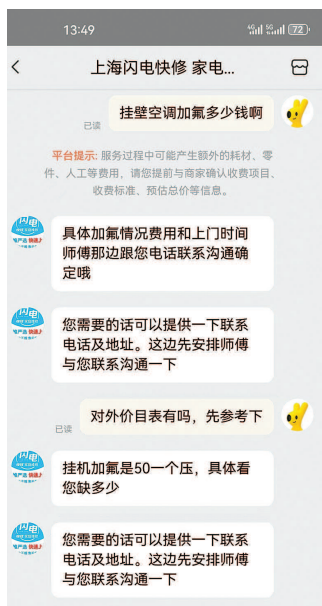 13:49
72
上海闪电快修 家电...
挂壁空调加氟多少钱啊
已读
平台提示: 服务过程中可能产生额外的耗材、零
件、人工等费用，请您提前与商家确认收费项目、
收费标准、预估总价等信息。
具体加氟情况费用和上门时间
师傅那边跟您电话联系沟通确
定哦
您需要的话可以提供一下联系
电话及地址。这边先安排师傅
与您联系沟通一下
对外价目表有吗，先参考下
已读
挂机加氟是50一个压，具体看
您缺多少
您需要的话可以提供一下联系
电话及地址。这边先安排师傅
与您联系沟通一下